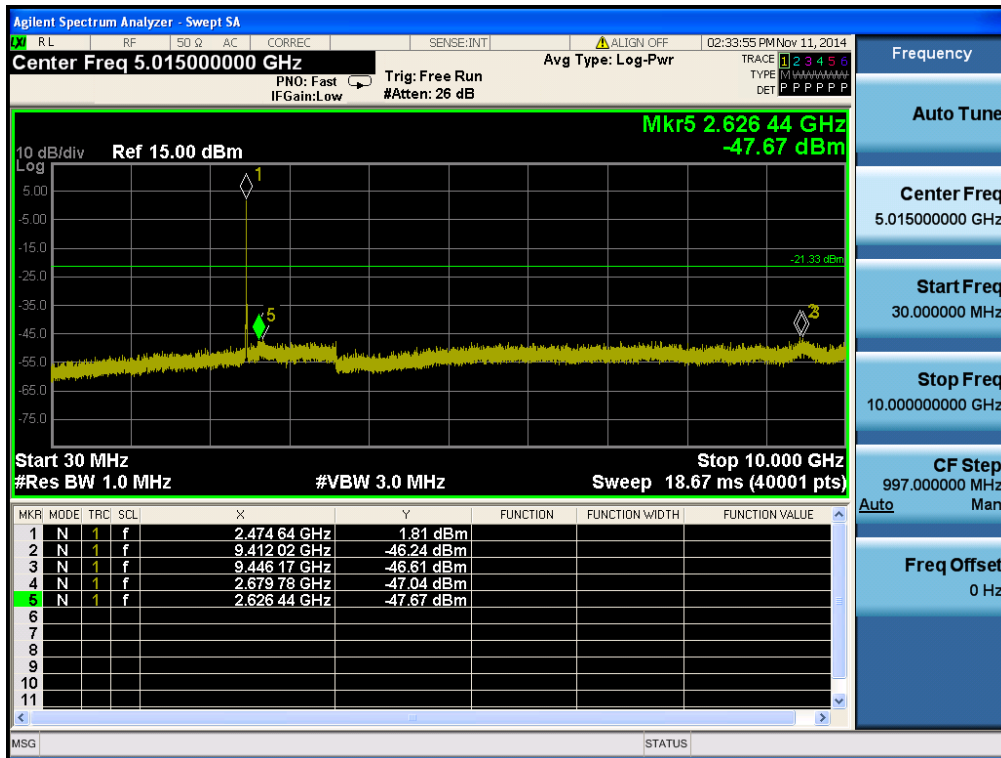 Agilent Spectrum Analyzer - Swept SA
LXI RL RF 50 Ω AC CORREC SENSE:INT ALIGN OFF 02:33:55 PM Nov 11, 2014
Center Freq 5.015000000 GHz
PNO: Fast
IFGain:Low
Trig: Free Run
#Atten: 26 dB
Avg Type: Log-Pwr
TRACE 1 2 3 4 5 6
TYPE M
DET P P P P P P
Mkr5 2.626 44 GHz
-47.67 dBm
10 dB/div Ref 15.00 dBm
Log
1
5.00
-5.00
-15.0
-21.33 dBm
-25.0
-35.0
5
3
-45.0
-55.0
-65.0
-75.0
Start 30 MHz Stop 10.000 GHz
#Res BW 1.0 MHz #VBW 3.0 MHz Sweep 18.67 ms (40001 pts)
MKR MODE TRC SCL X Y FUNCTION FUNCTION WIDTH FUNCTION VALUE
1 N 1 f 2.474 64 GHz 1.81 dBm
2 N 1 f 9.412 02 GHz -46.24 dBm
3 N 1 f 9.446 17 GHz -46.61 dBm
4 N 1 f 2.679 78 GHz -47.04 dBm
5 N 1 f 2.626 44 GHz -47.67 dBm
6
7
8
9
10
11
MSG STATUS
Frequency
Auto Tune
Center Freq
5.015000000 GHz
Start Freq
30.000000 MHz
Stop Freq
10.000000000 GHz
CF Step
997.000000 MHz
Auto Man
Freq Offset
0 Hz